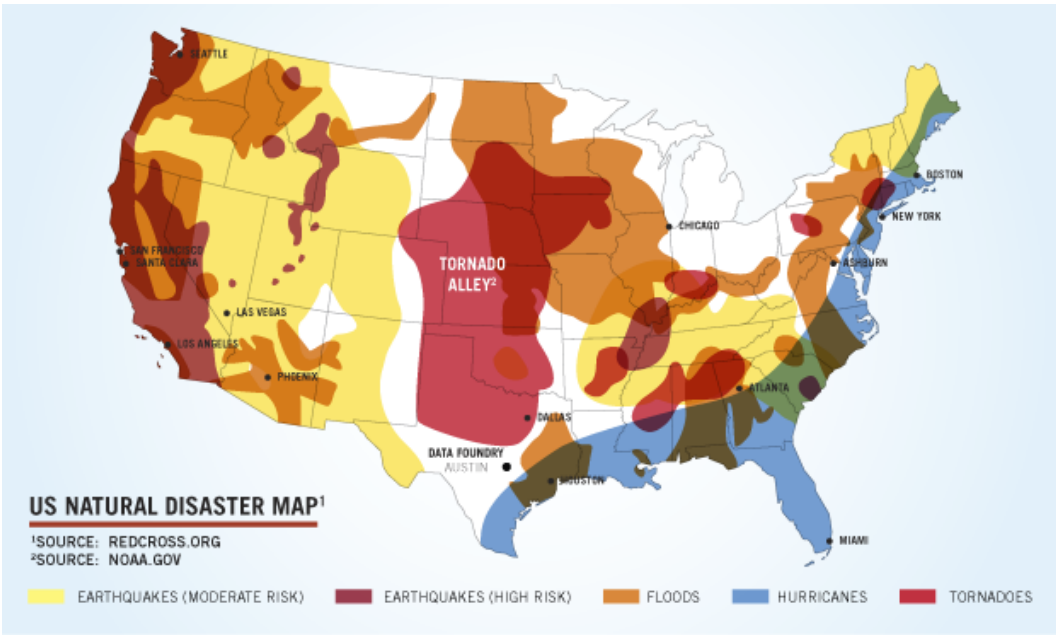 SEATTLE
BOSTON
NEW YORK
CHICAGO
SAN FRANCISCO
SANTA CLARA
ASHBURN
TORNADO
ALLEY²
LAS VEGAS
LOS ANGELES
PHOENIX
ATLANTA
DALLAS
DATA FOUNDRY
AUSTIN
HOUSTON
MIAMI
US NATURAL DISASTER MAP¹
¹SOURCE: REDCROSS.ORG
²SOURCE: NOAA.GOV
EARTHQUAKES (MODERATE RISK) EARTHQUAKES (HIGH RISK) FLOODS HURRICANES TORNADOES